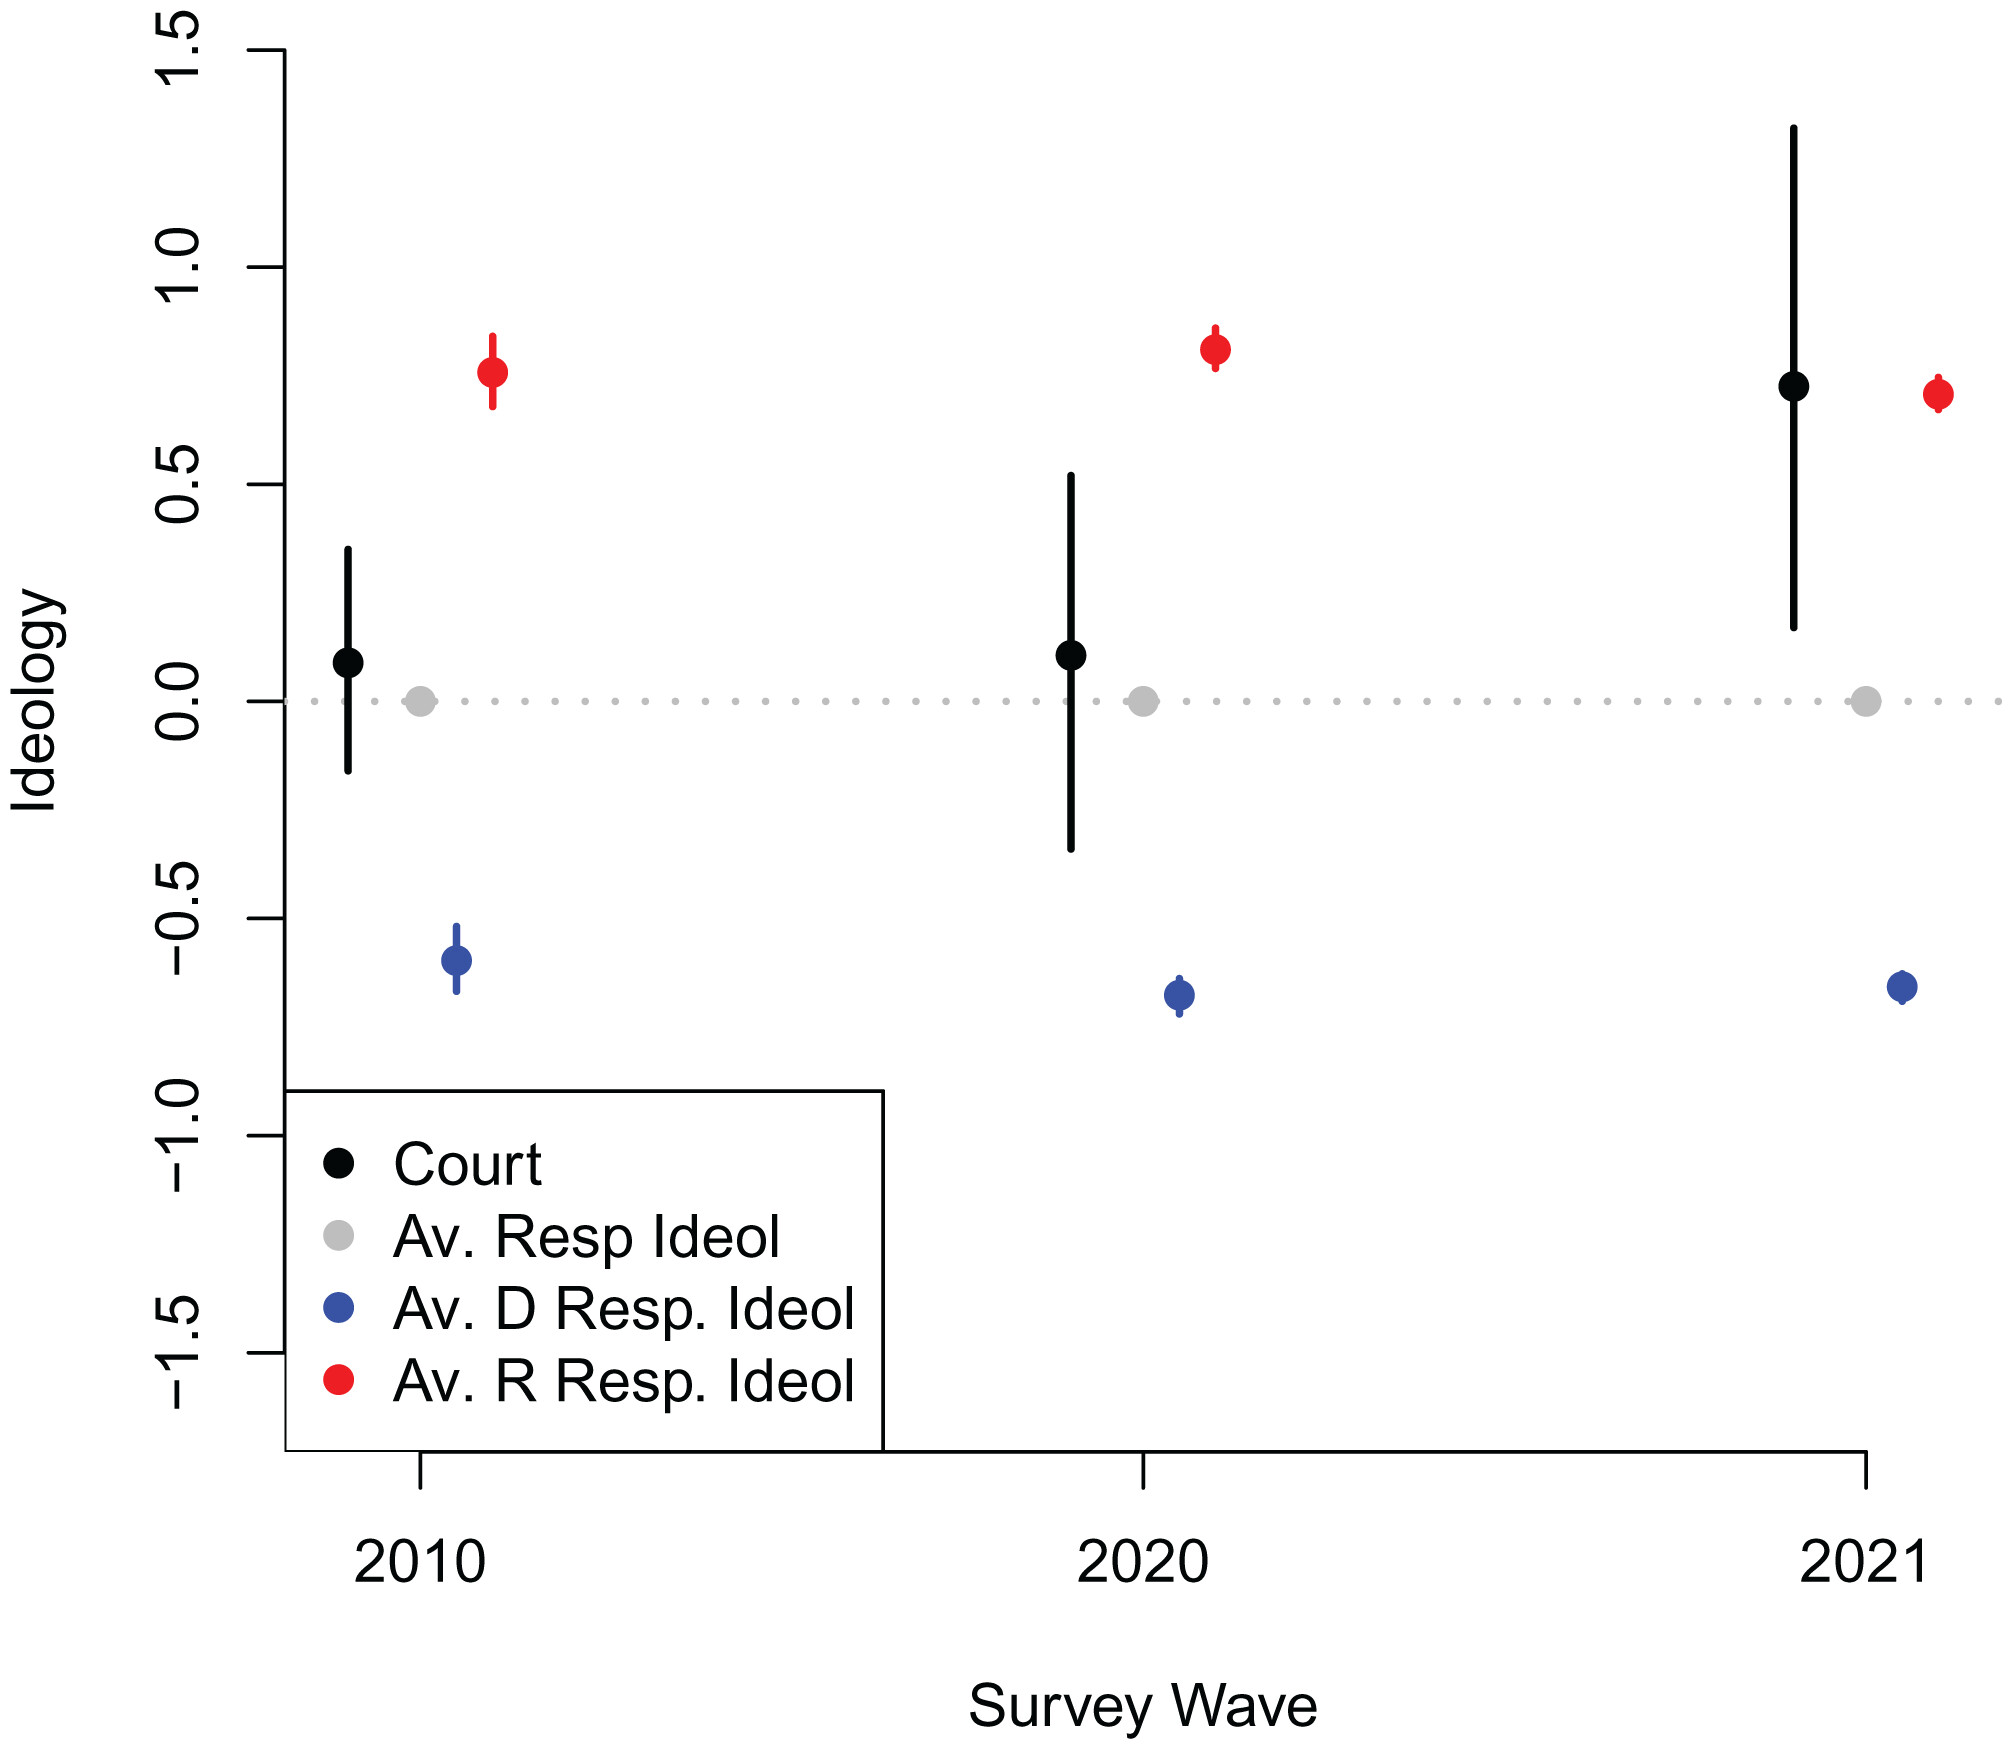 1.5
1.0
0.5
0.0
−0.5
−1.0
−1.5
Ideology
Court
Av. Resp Ideol
Av. D Resp. Ideol
Av. R Resp. Ideol
2010 2020 2021
Survey Wave